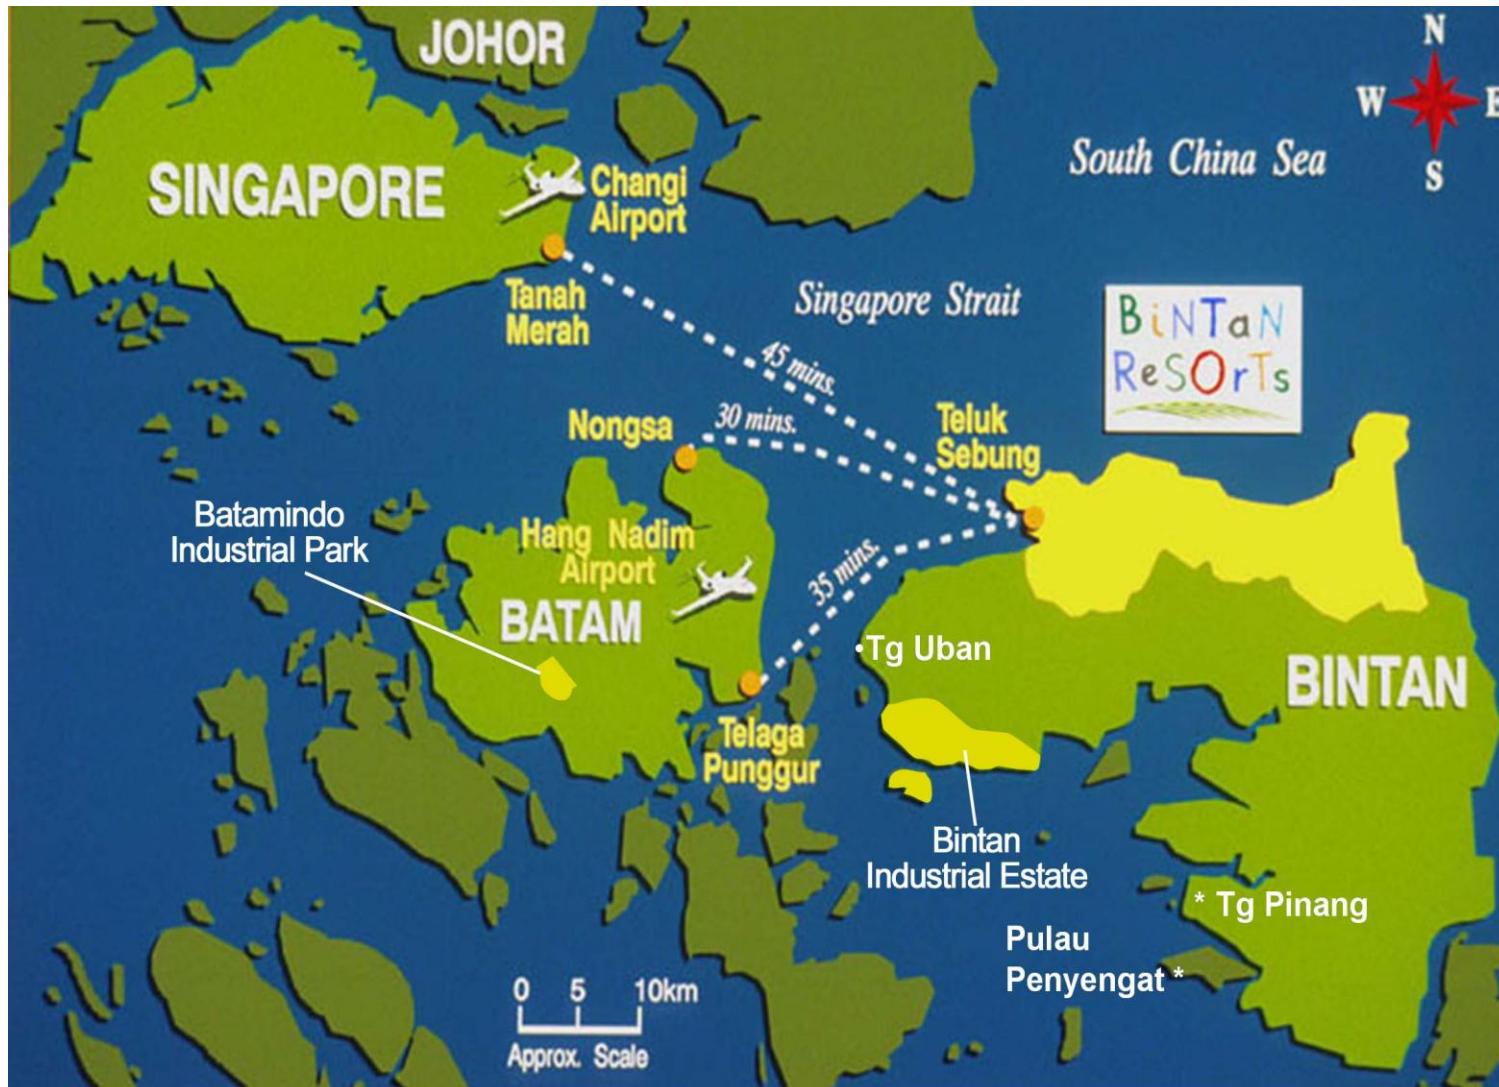 JOHOR
N
W E
S
South China Sea
SINGAPORE
Changi
Airport
Tanah
Merah
Singapore Strait
BiNTaN
ReSOrTs
45 mins.
30 mins.
Nongsa
Teluk
Sebung
Batamindo
Industrial Park
Hang Nadim
Airport
35 mins.
BATAM
•Tg Uban
BINTAN
Telaga
Punggur
Bintan
Industrial Estate
* Tg Pinang
Pulau
Penyengat *
0 5 10km
Approx. Scale